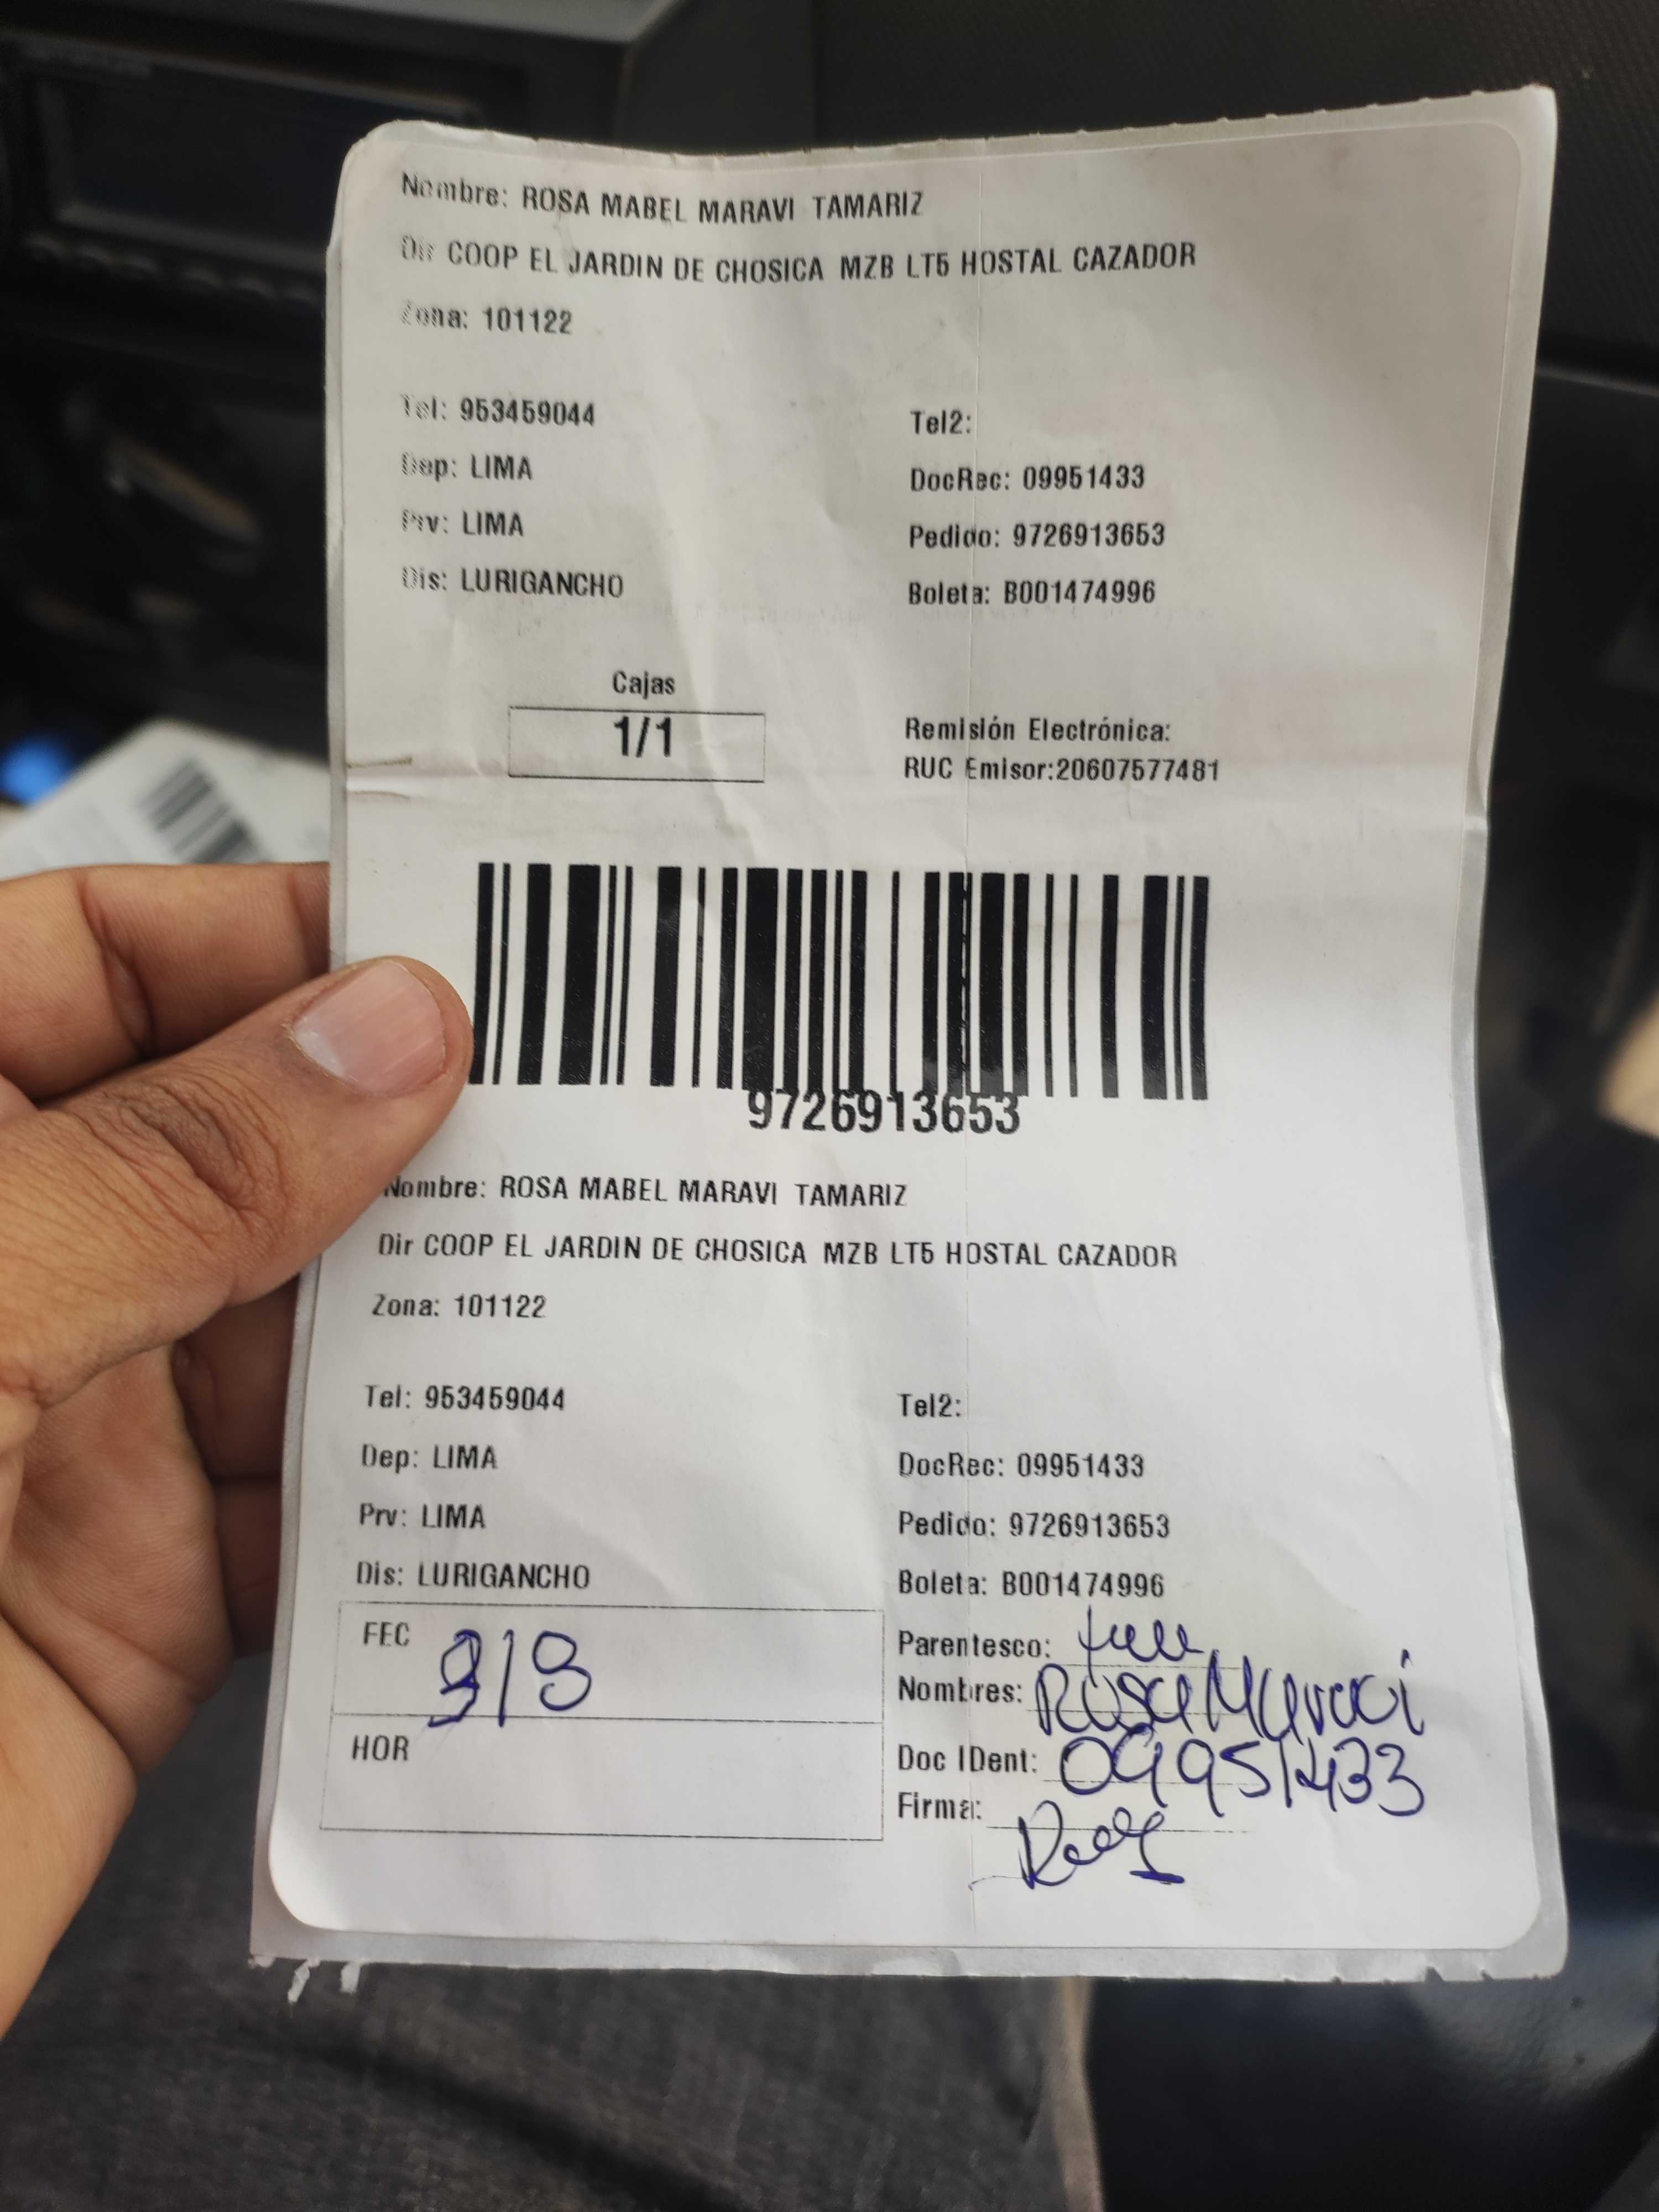 Nombre: ROSA MABEL MARAVI TAMARIZ
Dir COOP EL JARDIN DE CHOSICA MZB LT5 HOSTAL CAZADOR
Zona: 101122
Tel: 953459044 Tel2:
Dep: LIMA DocRec: 09951433
Prv: LIMA Pedido: 9726913653
Dis: LURIGANCHO Boleta: B001474996
Cajas
1/1
Remisión Electrónica:
RUC Emisor:20607577481
9726913653
Nombre: ROSA MABEL MARAVI TAMARIZ
Dir COOP EL JARDIN DE CHOSICA MZB LT5 HOSTAL CAZADOR
Zona: 101122
Tel: 953459044 Tel2:
Dep: LIMA DocRec: 09951433
Prv: LIMA Pedido: 9726913653
Dis: LURIGANCHO Boleta: B001474996
FEC
Parentesco:
Nombres: Rosa Maravi
HOR
Doc IDent: 09951433
Firma: